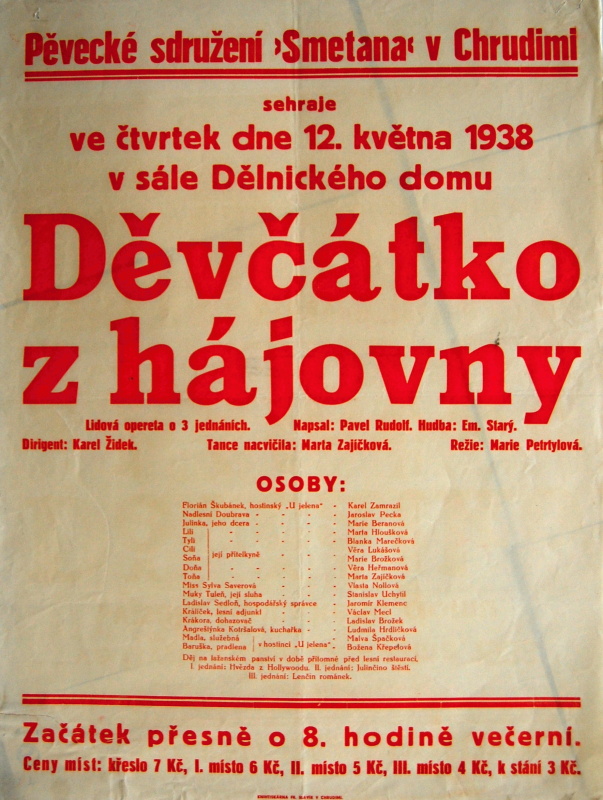 Pěvecké sdružení ›Smetana‹ v Chrudimi
sehraje
ve čtvrtek dne 12. května 1938
v sále Dělnického domu
Děvčátko
z hájovny
Lidová opereta o 3 jednáních. Napsal: Pavel Rudolf. Hudba: Em. Starý.
Dirigent: Karel Židek. Tance nacvičila: Marta Zajíčková. Režie: Marie Petrtylová.
OSOBY:
Florián Škubánek, hostinský „U jelena" - Karel Zamrazil
Nadlesní Doubrava - - - - - Jaroslav Pecka
Julinka, jeho dcera - - - - - Marie Beranová
Lili - - - - - Marta Hloušková
Tyli - - - - - Blanka Marečková
Cili - - - - - Věra Lukášová
Soňa její přítelkyně - - - - Marie Brožková
Doňa - - - - - Věra Heřmanová
Toňa - - - - - Marta Zajíčková
Miss Sylva Saverová - - - - Vlasta Nollová
Muky Tuleň, její sluha - - - - Stanislav Uchytil
Ladislav Sedloň, hospodářský správce - Jaromír Klemenc
Králíček, lesní adjunkt - - - - Václav Mecl
Krákora, dohazovač - - - - Ladislav Brožek
Angreštýnka Kotršalová, kuchařka - - Ludmila Hrdličková
Madla, služebná - Malva Špačková
Baruška, pradlena v hostinci „U jelena" - Božena Křepelová
Děj na laženském panství v době přítomné před lesní restaurací.
I. jednání: Hvězda z Hollywoodu. II. jednání: Julinčino štěstí.
III. jednání: Lenčin románek.
Začátek přesně o 8. hodině večerní.
Ceny míst: křeslo 7 Kč, I. místo 6 Kč, II. místo 5 Kč, III. místo 4 Kč, k stání 3 Kč.